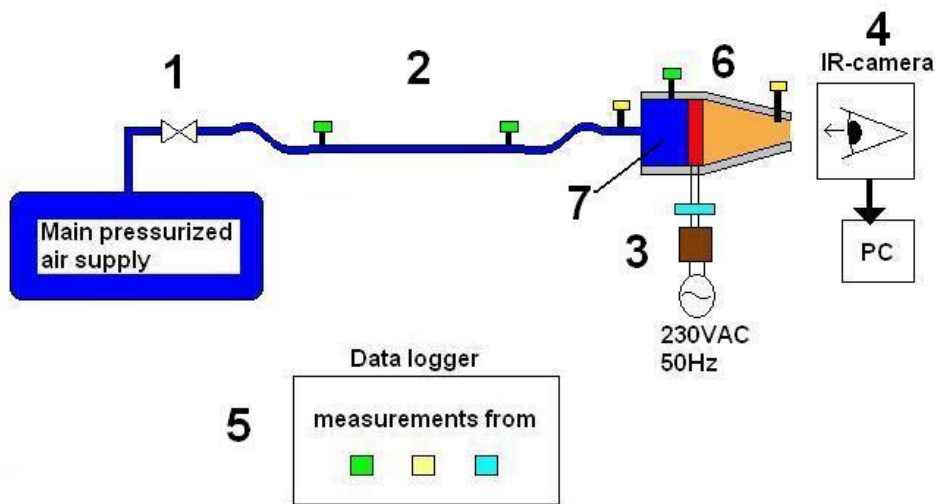 4
IR-camera
1
2
6
7
Main pressurized
air supply
3
PC
230VAC
50Hz
Data logger
5
measurements from